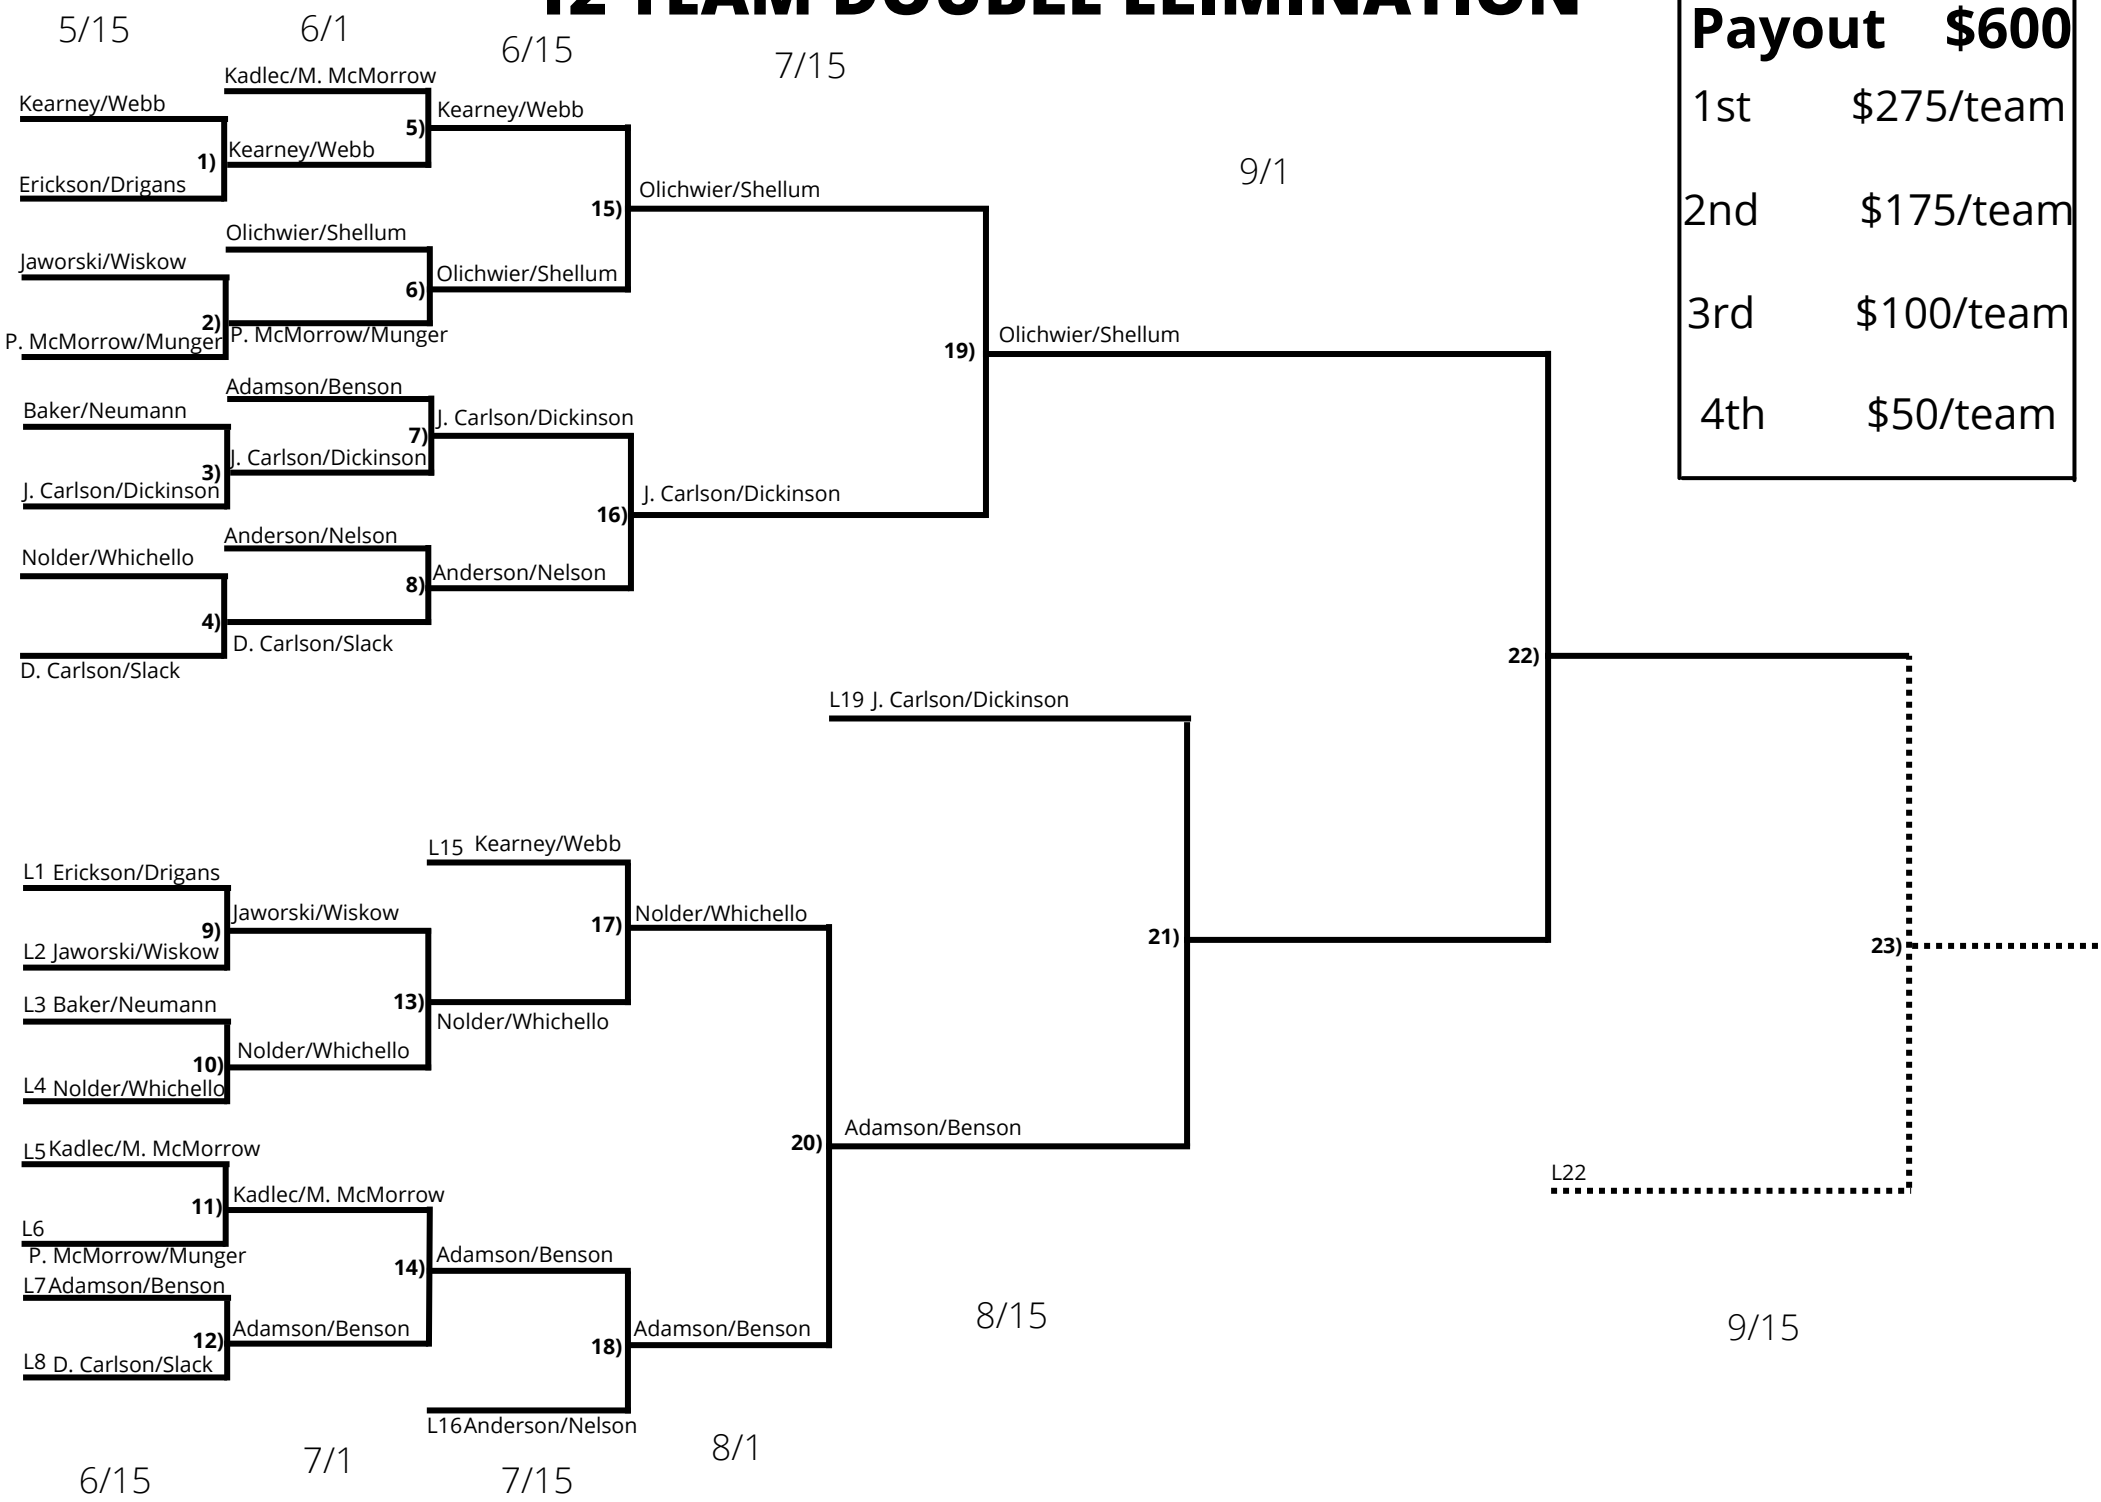 12 TEAM DOUBLE ELIMINATION
5/15
6/1
6/15
7/15
9/1
Payout $600
1st $275/team
2nd $175/team
3rd $100/team
4th $50/team
Kearney/Webb
1)
Erickson/Drigans
Jaworski/Wiskow
2)
P. McMorrow/Munger
Baker/Neumann
3)
J. Carlson/Dickinson
Nolder/Whichello
4)
D. Carlson/Slack
Kadlec/M. McMorrow
5)
Kearney/Webb
Olichwier/Shellum
6)
P. McMorrow/Munger
Adamson/Benson
7)
J. Carlson/Dickinson
Anderson/Nelson
8)
D. Carlson/Slack
Kearney/Webb
15)
Olichwier/Shellum
J. Carlson/Dickinson
16)
Anderson/Nelson
Olichwier/Shellum
19)
J. Carlson/Dickinson
Olichwier/Shellum
22)
L19 J. Carlson/Dickinson
21)
L1 Erickson/Drigans
9)
L2 Jaworski/Wiskow
L3 Baker/Neumann
10)
L4 Nolder/Whichello
L5 Kadlec/M. McMorrow
11)
L6
P. McMorrow/Munger
L7 Adamson/Benson
12)
L8 D. Carlson/Slack
Jaworski/Wiskow
13)
Nolder/Whichello
Kadlec/M. McMorrow
14)
Adamson/Benson
L15 Kearney/Webb
17)
Nolder/Whichello
Adamson/Benson
18)
L16 Anderson/Nelson
Nolder/Whichello
20)
Adamson/Benson
Adamson/Benson
23)
L22
6/15
7/1
7/15
8/1
8/15
9/15